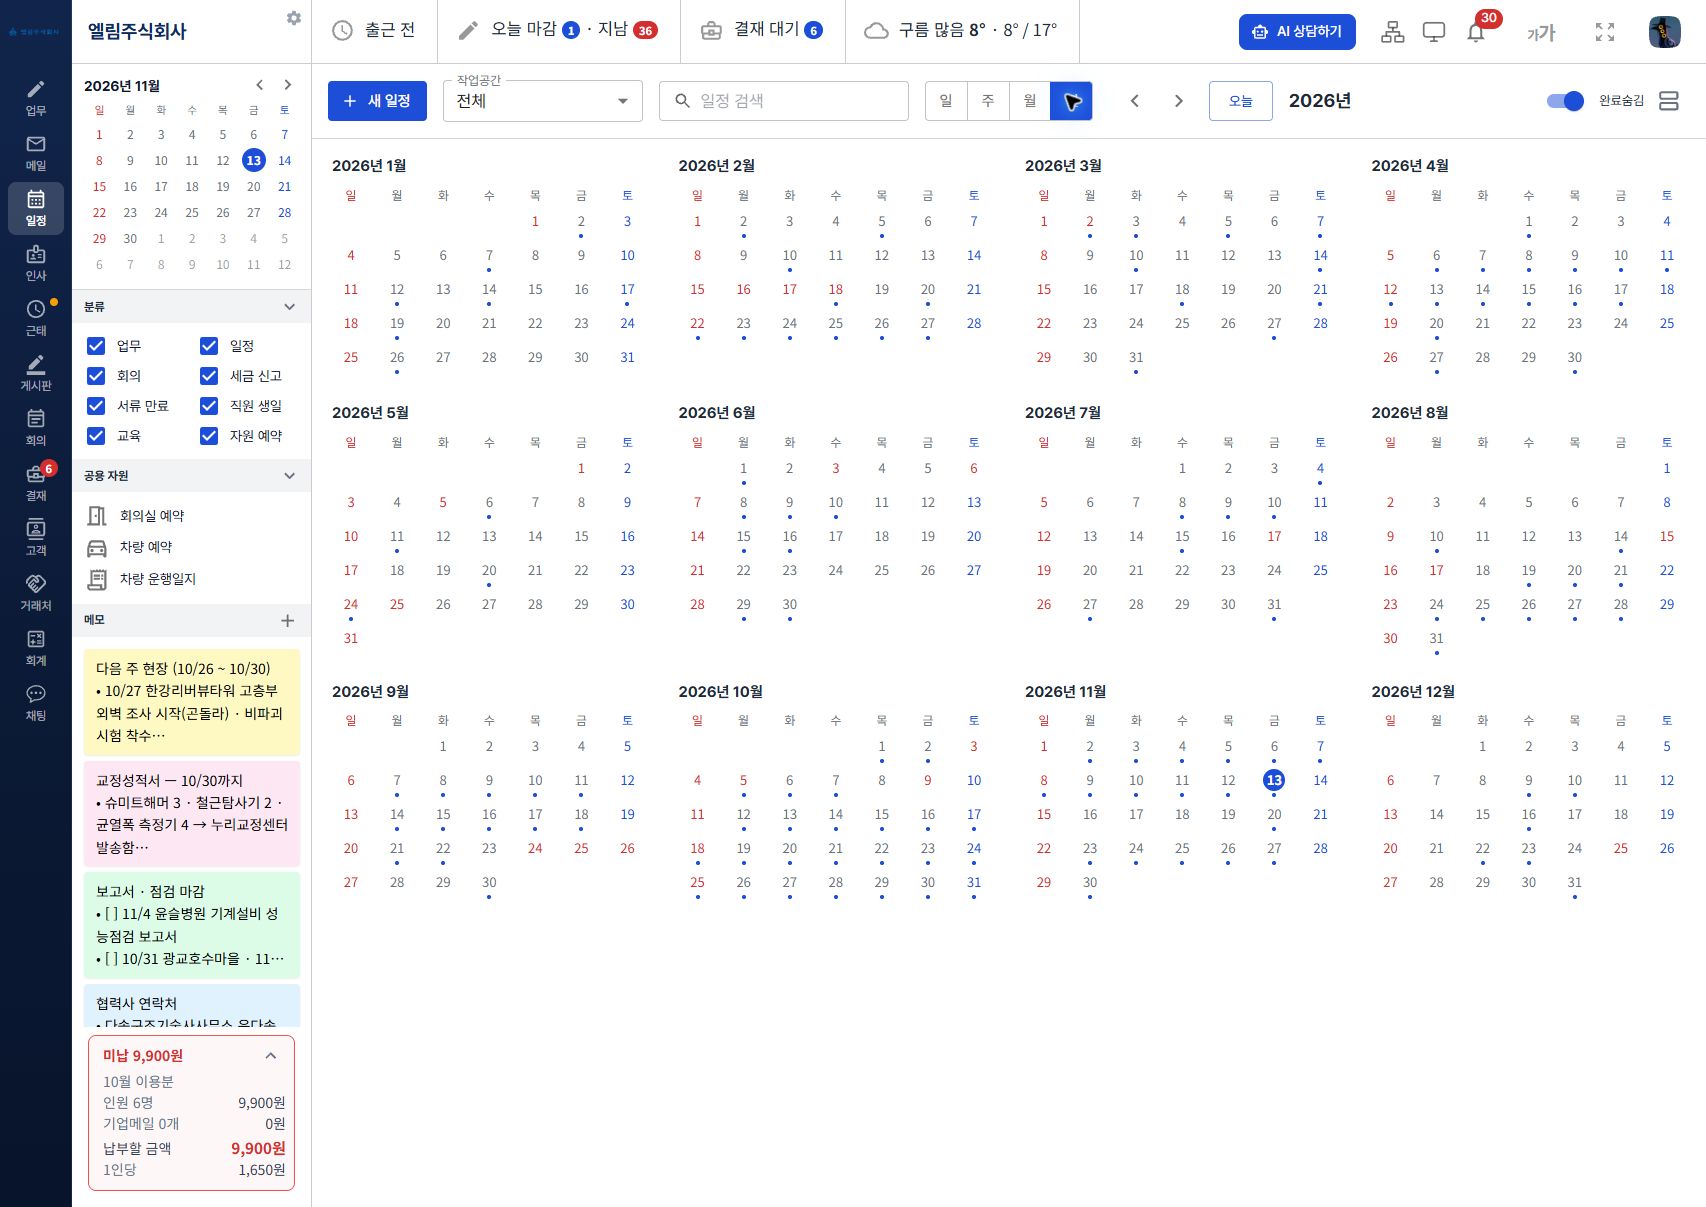 엘림주식회사
엘림주식회사
출근 전
오늘 마감 1 · 지남 36
결재 대기 6
구름 많음 8° · 8° / 17°
AI 상담하기
30
가가
업무
메일
일정
인사
근태
게시판
회의
결재 6
고객
거래처
회계
채팅
2026년 11월
일 월 화 수 목 금 토
1 2 3 4 5 6 7
8 9 10 11 12 13 14
15 16 17 18 19 20 21
22 23 24 25 26 27 28
29 30 1 2 3 4 5
6 7 8 9 10 11 12
분류
업무 일정
회의 세금 신고
서류 만료 직원 생일
교육 자원 예약
공용 자원
회의실 예약
차량 예약
차량 운행일지
메모
다음 주 현장 (10/26 ~ 10/30)
• 10/27 한강리버뷰타워 고층부
외벽 조사 시작(곤돌라) · 비파괴
시험 착수…
교정성적서 — 10/30까지
• 슈미트해머 3 · 철근탐사기 2 ·
균열폭 측정기 4 → 누리교정센터
발송함…
보고서 · 점검 마감
• [ ] 11/4 윤슬병원 기계설비 성
능점검 보고서
• [ ] 10/31 광교호수마을 · 11…
협력사 연락처
미납 9,900원
10월 이용분
인원 6명 9,900원
기업메일 0개 0원
납부할 금액 9,900원
1인당 1,650원
새 일정
작업공간
전체
일정 검색
일 주 월
오늘
2026년
완료숨김
2026년 1월
일 월 화 수 목 금 토
1 2 3
4 5 6 7 8 9 10
11 12 13 14 15 16 17
18 19 20 21 22 23 24
25 26 27 28 29 30 31
2026년 2월
일 월 화 수 목 금 토
1 2 3 4 5 6 7
8 9 10 11 12 13 14
15 16 17 18 19 20 21
22 23 24 25 26 27 28
2026년 3월
일 월 화 수 목 금 토
1 2 3 4 5 6 7
8 9 10 11 12 13 14
15 16 17 18 19 20 21
22 23 24 25 26 27 28
29 30 31
2026년 4월
일 월 화 수 목 금 토
1 2 3 4
5 6 7 8 9 10 11
12 13 14 15 16 17 18
19 20 21 22 23 24 25
26 27 28 29 30
2026년 5월
일 월 화 수 목 금 토
1 2
3 4 5 6 7 8 9
10 11 12 13 14 15 16
17 18 19 20 21 22 23
24 25 26 27 28 29 30
31
2026년 6월
일 월 화 수 목 금 토
1 2 3 4 5 6
7 8 9 10 11 12 13
14 15 16 17 18 19 20
21 22 23 24 25 26 27
28 29 30
2026년 7월
일 월 화 수 목 금 토
1 2 3 4
5 6 7 8 9 10 11
12 13 14 15 16 17 18
19 20 21 22 23 24 25
26 27 28 29 30 31
2026년 8월
일 월 화 수 목 금 토
1
2 3 4 5 6 7 8
9 10 11 12 13 14 15
16 17 18 19 20 21 22
23 24 25 26 27 28 29
30 31
2026년 9월
일 월 화 수 목 금 토
1 2 3 4 5
6 7 8 9 10 11 12
13 14 15 16 17 18 19
20 21 22 23 24 25 26
27 28 29 30
2026년 10월
일 월 화 수 목 금 토
1 2 3
4 5 6 7 8 9 10
11 12 13 14 15 16 17
18 19 20 21 22 23 24
25 26 27 28 29 30 31
2026년 11월
일 월 화 수 목 금 토
1 2 3 4 5 6 7
8 9 10 11 12 13 14
15 16 17 18 19 20 21
22 23 24 25 26 27 28
29 30
2026년 12월
일 월 화 수 목 금 토
1 2 3 4 5
6 7 8 9 10 11 12
13 14 15 16 17 18 19
20 21 22 23 24 25 26
27 28 29 30 31